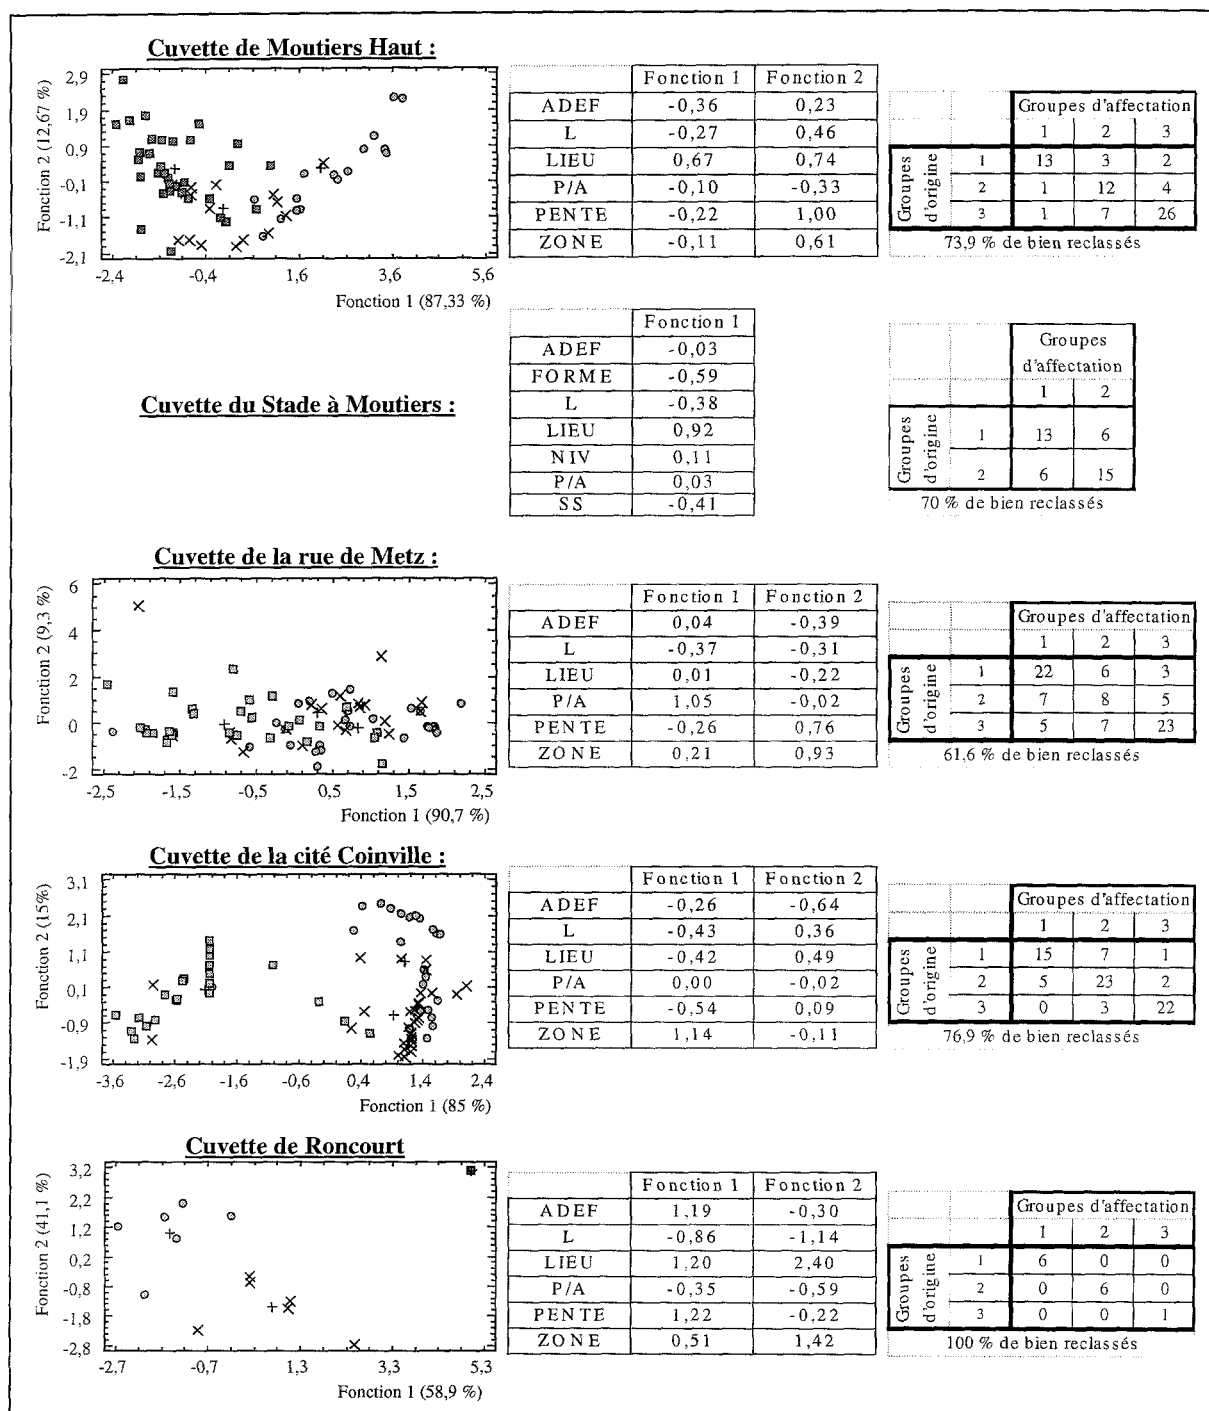 Cuvette de Moutiers Haut :
Fonction 2 (12,67 %)
2,9
1,9
0,9
-0,1
-1,1
-2,1
-2,4 -0,4 1,6 3,6 5,6
Fonction 1 (87,33 %)
Fonction 1 Fonction 2
ADEF -0,36 0,23
L -0,27 0,46
LIEU 0,67 0,74
P/A -0,10 -0,33
PENTE -0,22 1,00
ZONE -0,11 0,61
Groupes d'affectation
1 2 3
Groupes d'origine
1 13 3 2
2 1 12 4
3 1 7 26
73,9 % de bien reclassés
Cuvette du Stade à Moutiers :
Fonction 1
ADEF -0,03
FORME -0,59
L -0,38
LIEU 0,92
NIV 0,11
P/A 0,03
SS -0,41
Groupes
d'affectation
1 2
Groupes d'origine
1 13 6
2 6 15
70 % de bien reclassés
Cuvette de la rue de Metz :
Fonction 2 (9,3 %)
6
4
2
0
-2
-2,5 -1,5 -0,5 0,5 1,5 2,5
Fonction 1 (90,7 %)
Fonction 1 Fonction 2
ADEF 0,04 -0,39
L -0,37 -0,31
LIEU 0,01 -0,22
P/A 1,05 -0,02
PENTE -0,26 0,76
ZONE 0,21 0,93
Groupes d'affectation
1 2 3
Groupes d'origine
1 22 6 3
2 7 8 5
3 5 7 23
61,6 % de bien reclassés
Cuvette de la cité Coinville :
Fonction 2 (15%)
3,1
2,1
1,1
0,1
-0,9
-1,9
-3,6 -2,6 -1,6 -0,6 0,4 1,4 2,4
Fonction 1 (85 %)
Fonction 1 Fonction 2
ADEF -0,26 -0,64
L -0,43 0,36
LIEU -0,42 0,49
P/A 0,00 -0,02
PENTE -0,54 0,09
ZONE 1,14 -0,11
Groupes d'affectation
1 2 3
Groupes d'origine
1 15 7 1
2 5 23 2
3 0 3 22
76,9 % de bien reclassés
Cuvette de Roncourt
Fonction 2 (41,1 %)
3,2
2,2
1,2
0,2
-0,8
-1,8
-2,8
-2,7 -0,7 1,3 3,3 5,3
Fonction 1 (58,9 %)
Fonction 1 Fonction 2
ADEF 1,19 -0,30
L -0,86 -1,14
LIEU 1,20 2,40
P/A -0,35 -0,59
PENTE 1,22 -0,22
ZONE 0,51 1,42
Groupes d'affectation
1 2 3
Groupes d'origine
1 6 0 0
2 0 6 0
3 0 0 1
100 % de bien reclassés